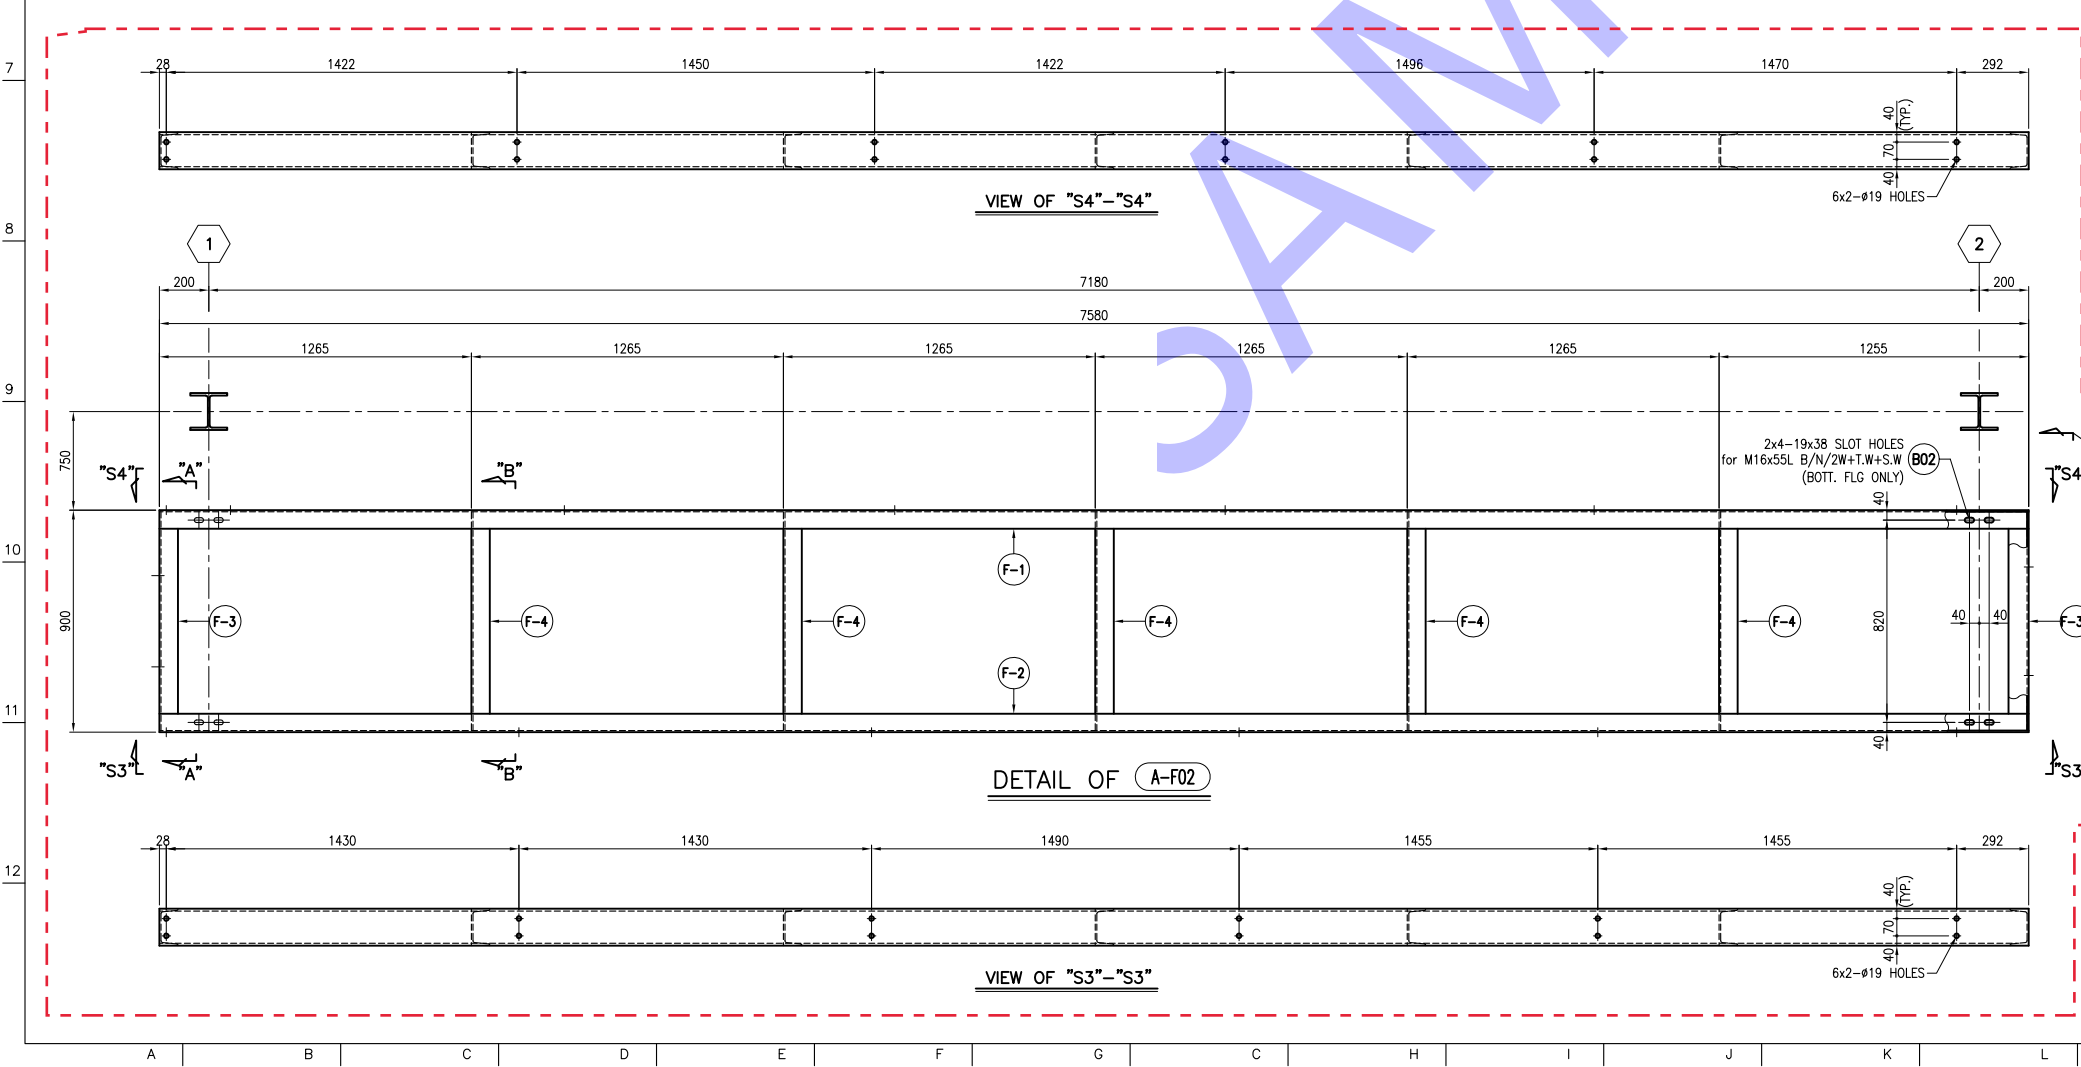 7
28 1422 1450 1422 1496 1470 292
40
(TYP.)
70
40
6x2-ø19 HOLES
VIEW OF "S4"-"S4"
8
1 2
200 7180 200
7580
1265 1265 1265 1265 1265 1255
9
750
2x4-19x38 SLOT HOLES
for M16x55L B/N/2W+T.W+S.W
(BOTT. FLG ONLY)
B02
"S4" "A" "B" "S4
40
10
F-1
900
F-3 F-4 F-4 F-4 F-4 F-4 F-3
820
40 40
F-2
11
40
"S3" "A" "B" "S3
DETAIL OF A-F02
28 1430 1430 1490 1455 1455 292
12
40
(TYP.)
70
40
6x2-ø19 HOLES
VIEW OF "S3"-"S3"
A B C D E F G C H I J K L
SAM